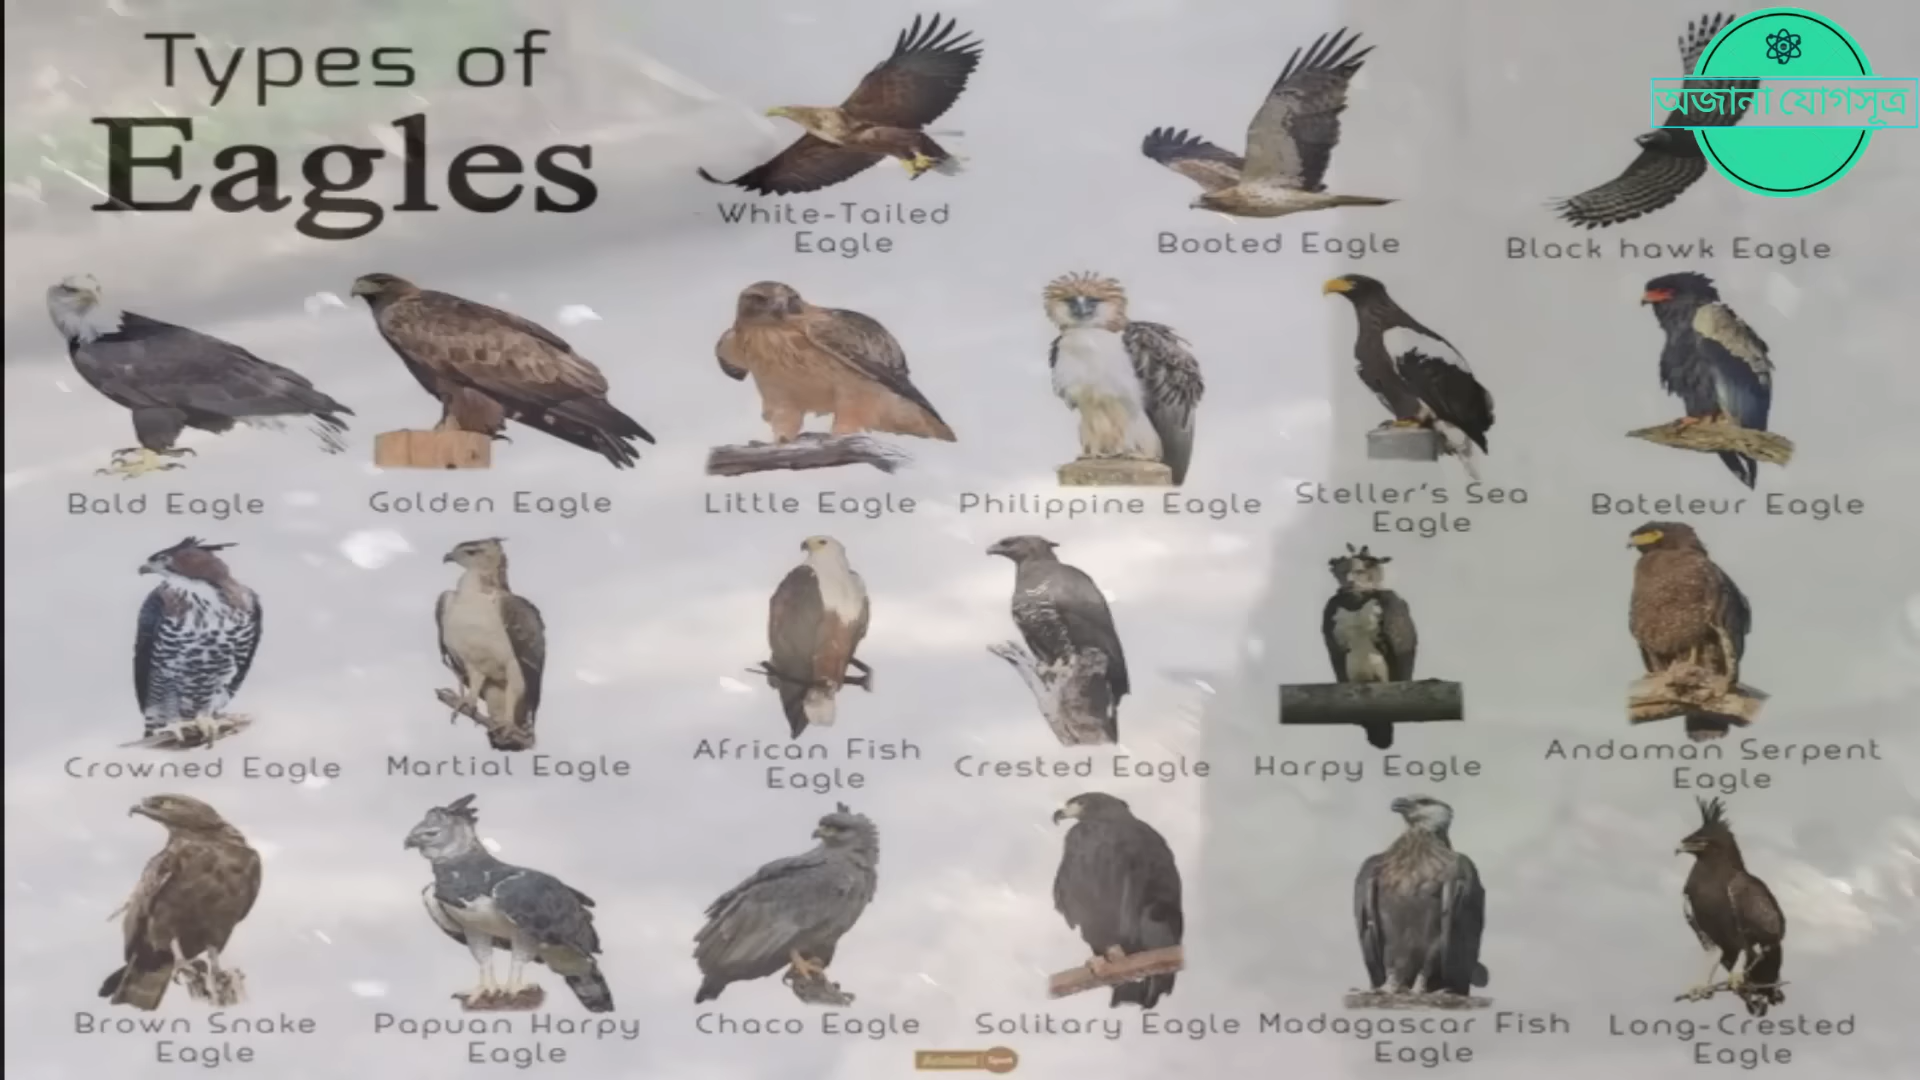 Types of
Eagles
অজানা যোগসূত্র
White-Tailed
Eagle
Booted Eagle
Black hawk Eagle
Bald Eagle
Golden Eagle
Little Eagle
Philippine Eagle
Steller's Sea
Eagle
Bateleur Eagle
Crowned Eagle
Martial Eagle
African Fish
Eagle
Crested Eagle
Harpy Eagle
Andaman Serpent
Eagle
Brown Snake
Eagle
Papuan Harpy
Eagle
Chaco Eagle
Solitary Eagle
Madagascar Fish
Eagle
Long-Crested
Eagle